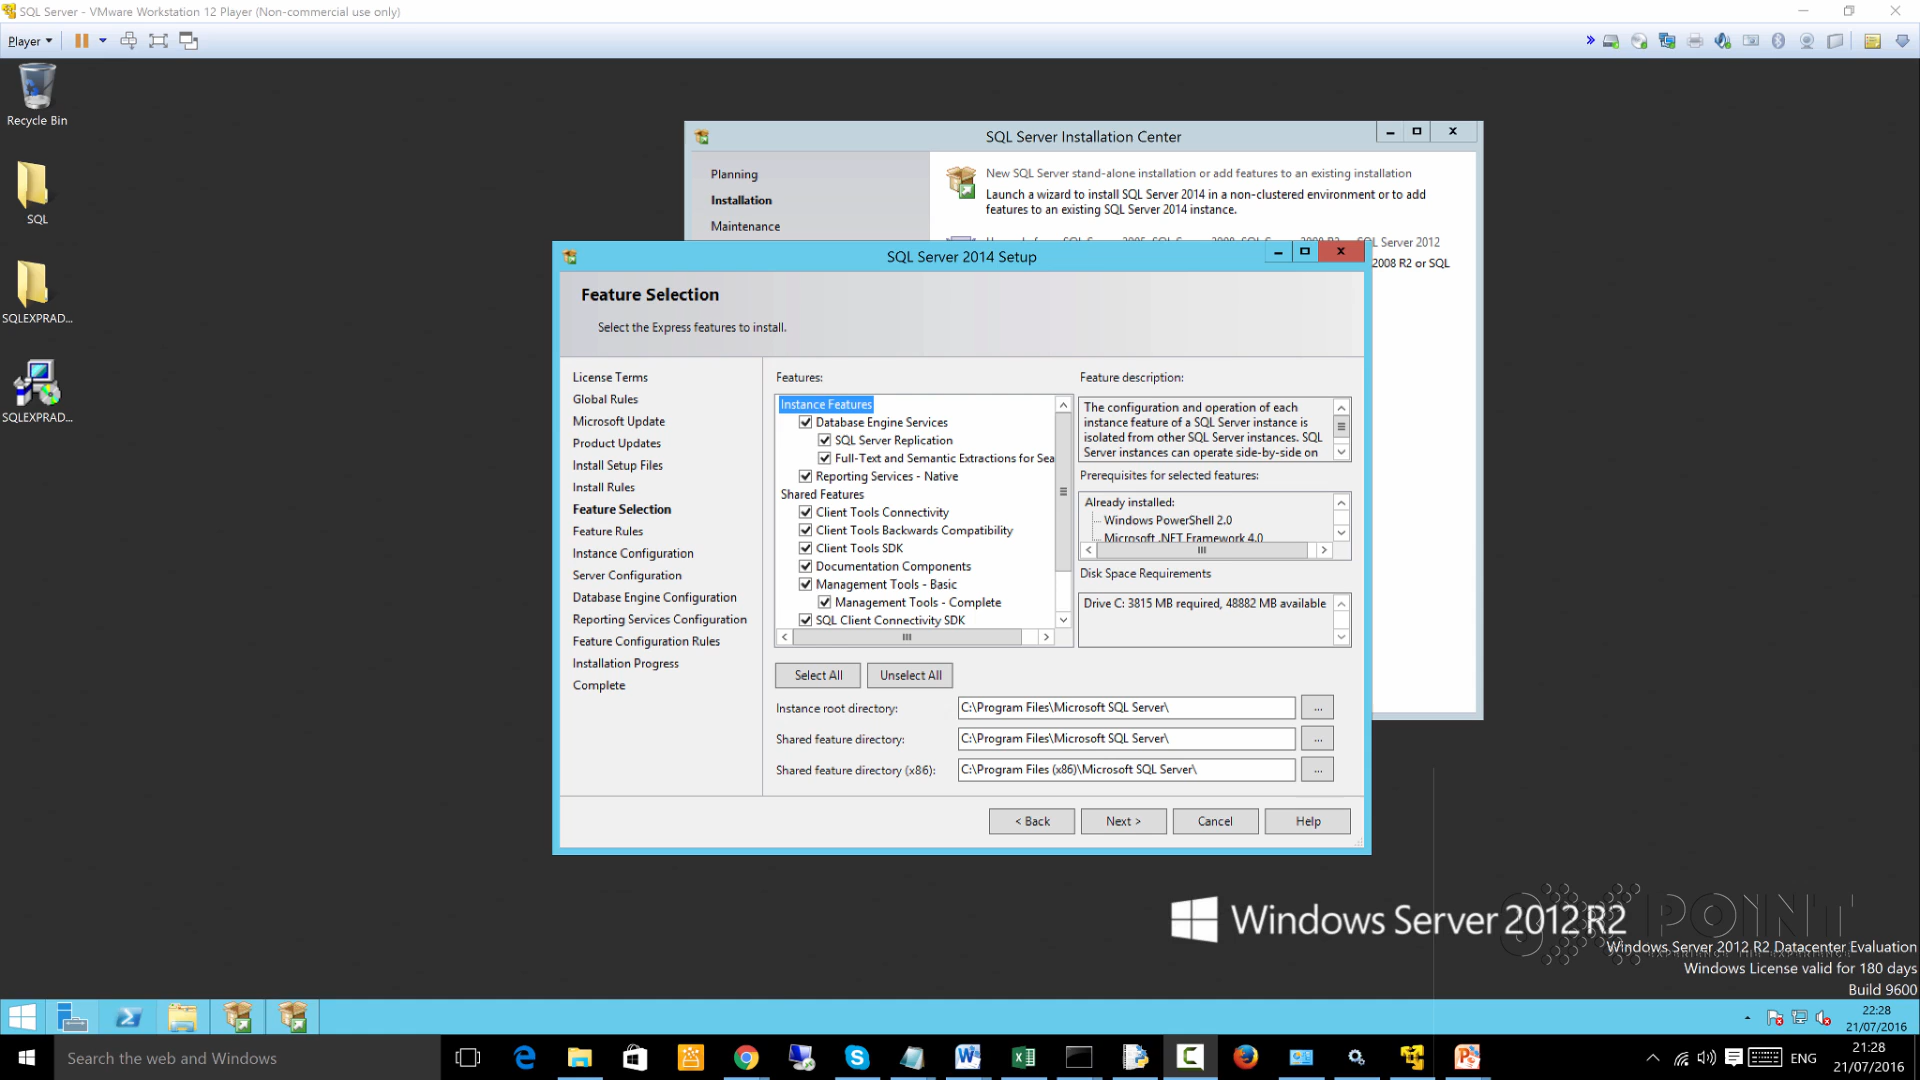 SQL Server - VMware Workstation 12 Player (Non-commercial use only)
Player
Recycle Bin
SQL
SQLEXPRAD...
SQLEXPRAD...
SQL Server Installation Center
Planning
Installation
Maintenance
New SQL Server stand-alone installation or add features to an existing installation
Launch a wizard to install SQL Server 2014 in a non-clustered environment or to add
features to an existing SQL Server 2014 instance.
SQL Server 2012
2008 R2 or SQL
SQL Server 2014 Setup
Feature Selection
Select the Express features to install.
License Terms
Global Rules
Microsoft Update
Product Updates
Install Setup Files
Install Rules
Feature Selection
Feature Rules
Instance Configuration
Server Configuration
Database Engine Configuration
Reporting Services Configuration
Feature Configuration Rules
Installation Progress
Complete
Features:
Instance Features
Database Engine Services
SQL Server Replication
Full-Text and Semantic Extractions for Sea
Reporting Services - Native
Shared Features
Client Tools Connectivity
Client Tools Backwards Compatibility
Client Tools SDK
Documentation Components
Management Tools - Basic
Management Tools - Complete
SQL Client Connectivity SDK
Feature description:
The configuration and operation of each
instance feature of a SQL Server instance is
isolated from other SQL Server instances. SQL
Server instances can operate side-by-side on
Prerequisites for selected features:
Already installed:
Windows PowerShell 2.0
Microsoft .NET Framework 4.0
Disk Space Requirements
Drive C: 3815 MB required, 48882 MB available
Select All
Unselect All
Instance root directory:
C:\Program Files\Microsoft SQL Server\
...
Shared feature directory:
C:\Program Files\Microsoft SQL Server\
...
Shared feature directory (x86):
C:\Program Files (x86)\Microsoft SQL Server\
...
< Back
Next >
Cancel
Help
Windows Server 2012 R2
POINT
Windows Server 2012 R2 Datacenter Evaluation
Windows License valid for 180 days
Build 9600
22:28
21/07/2016
Search the web and Windows
ENG
21:28
21/07/2016